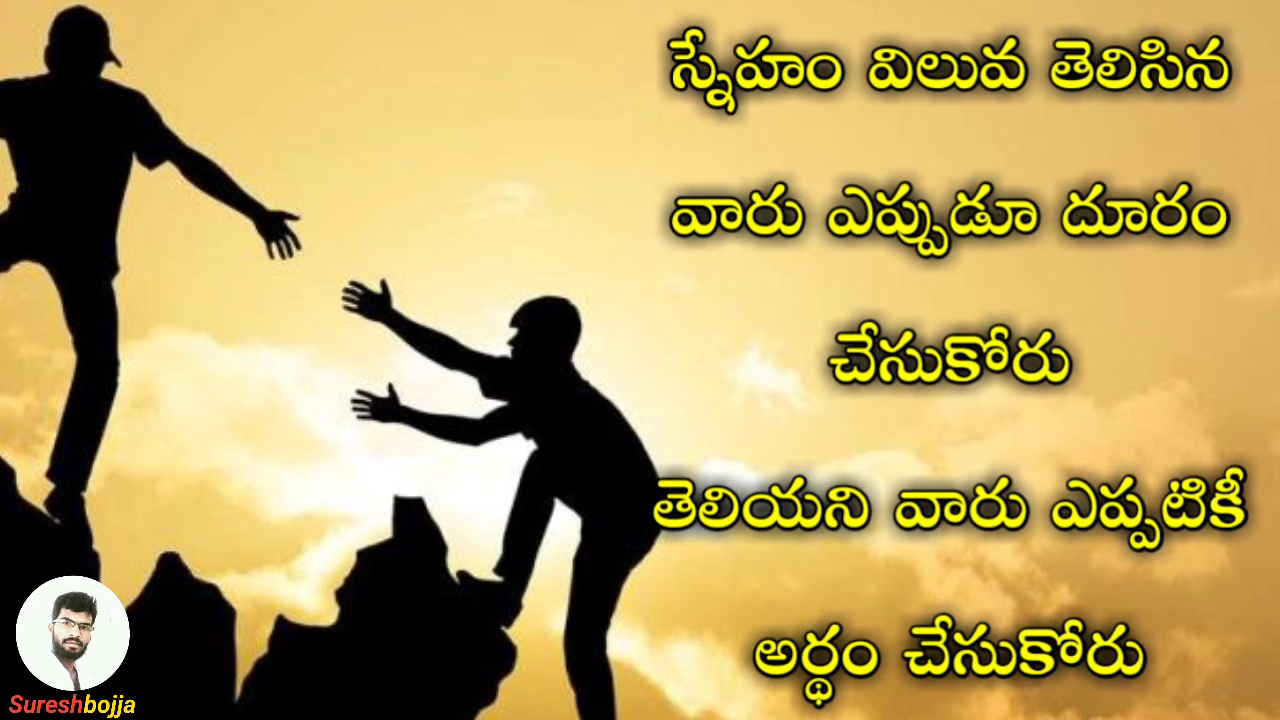 స్నేహం విలువ తెలిసిన
వారు ఎప్పుడూ దూరం
చేసుకోరు
తెలియని వారు ఎప్పటికీ
అర్థం చేసుకోరు
Sureshbojja